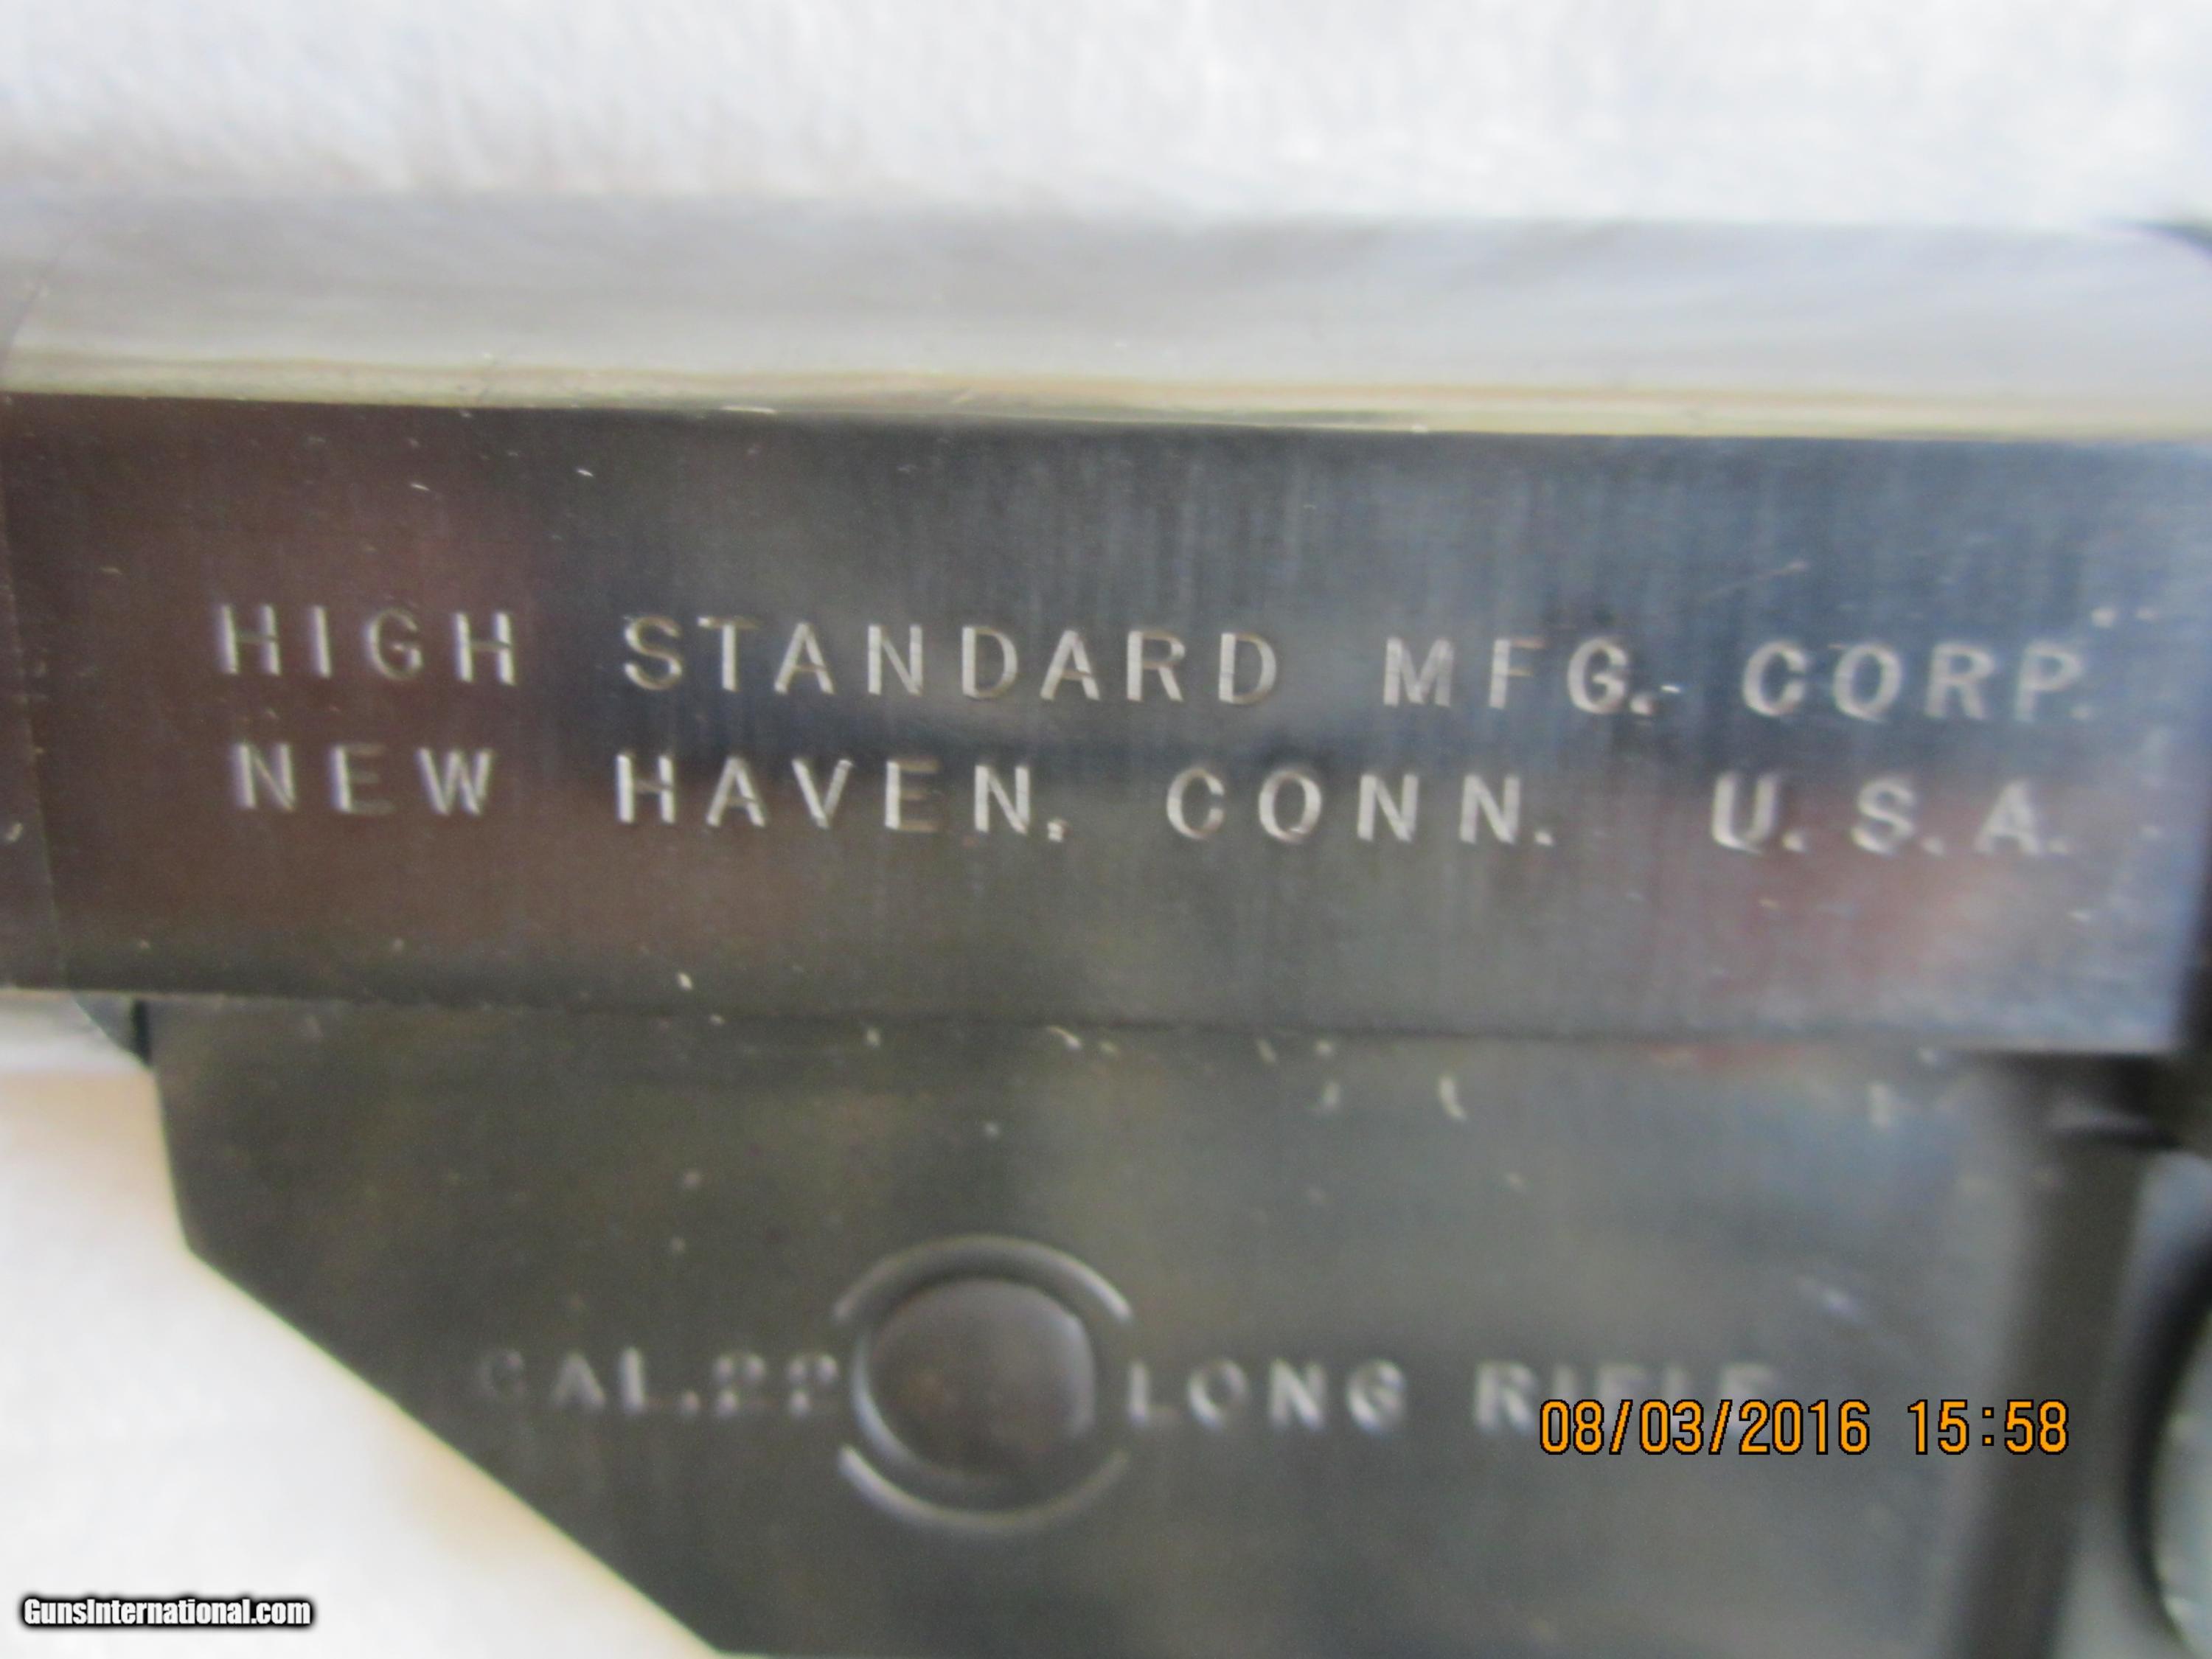 HIGH STANDARD MFG. CORP.
NEW HAVEN. CONN. U.S.A.
CAL.22 LONG RIFLE
08/03/2016 15:58
GunsInternational.com